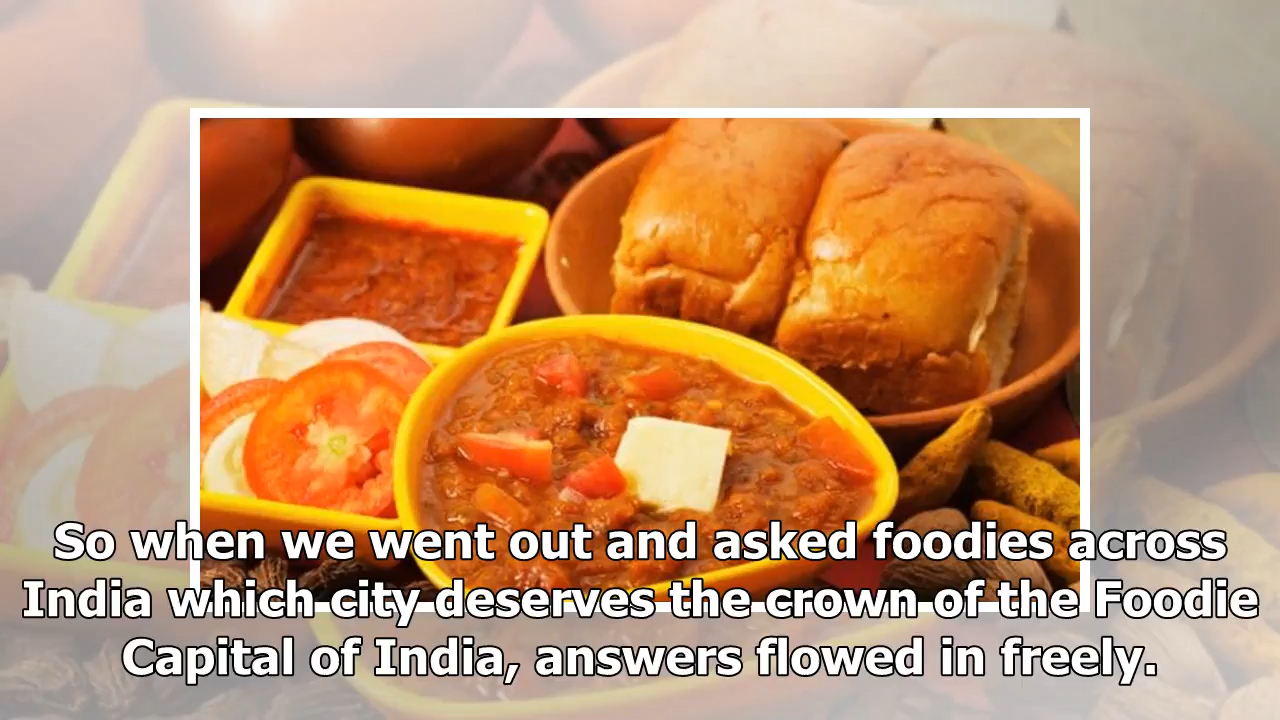 So when we went out and asked foodies across
India which city deserves the crown of the Foodie
Capital of India, answers flowed in freely.